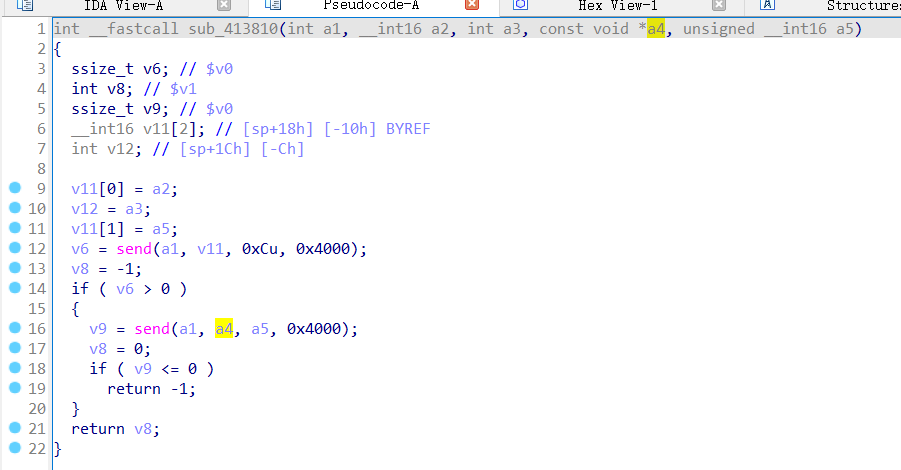 IDA View-A Pseudocode-A Hex View-1 A Structures
1 int __fastcall sub_413810(int a1, __int16 a2, int a3, const void *a4, unsigned __int16 a5)
2 {
3 ssize_t v6; // $v0
4 int v8; // $v1
5 ssize_t v9; // $v0
6 __int16 v11[2]; // [sp+18h] [-10h] BYREF
7 int v12; // [sp+1Ch] [-Ch]
8
9 v11[0] = a2;
10 v12 = a3;
11 v11[1] = a5;
12 v6 = send(a1, v11, 0xCu, 0x4000);
13 v8 = -1;
14 if ( v6 > 0 )
15 {
16 v9 = send(a1, a4, a5, 0x4000);
17 v8 = 0;
18 if ( v9 <= 0 )
19 return -1;
20 }
21 return v8;
22 }